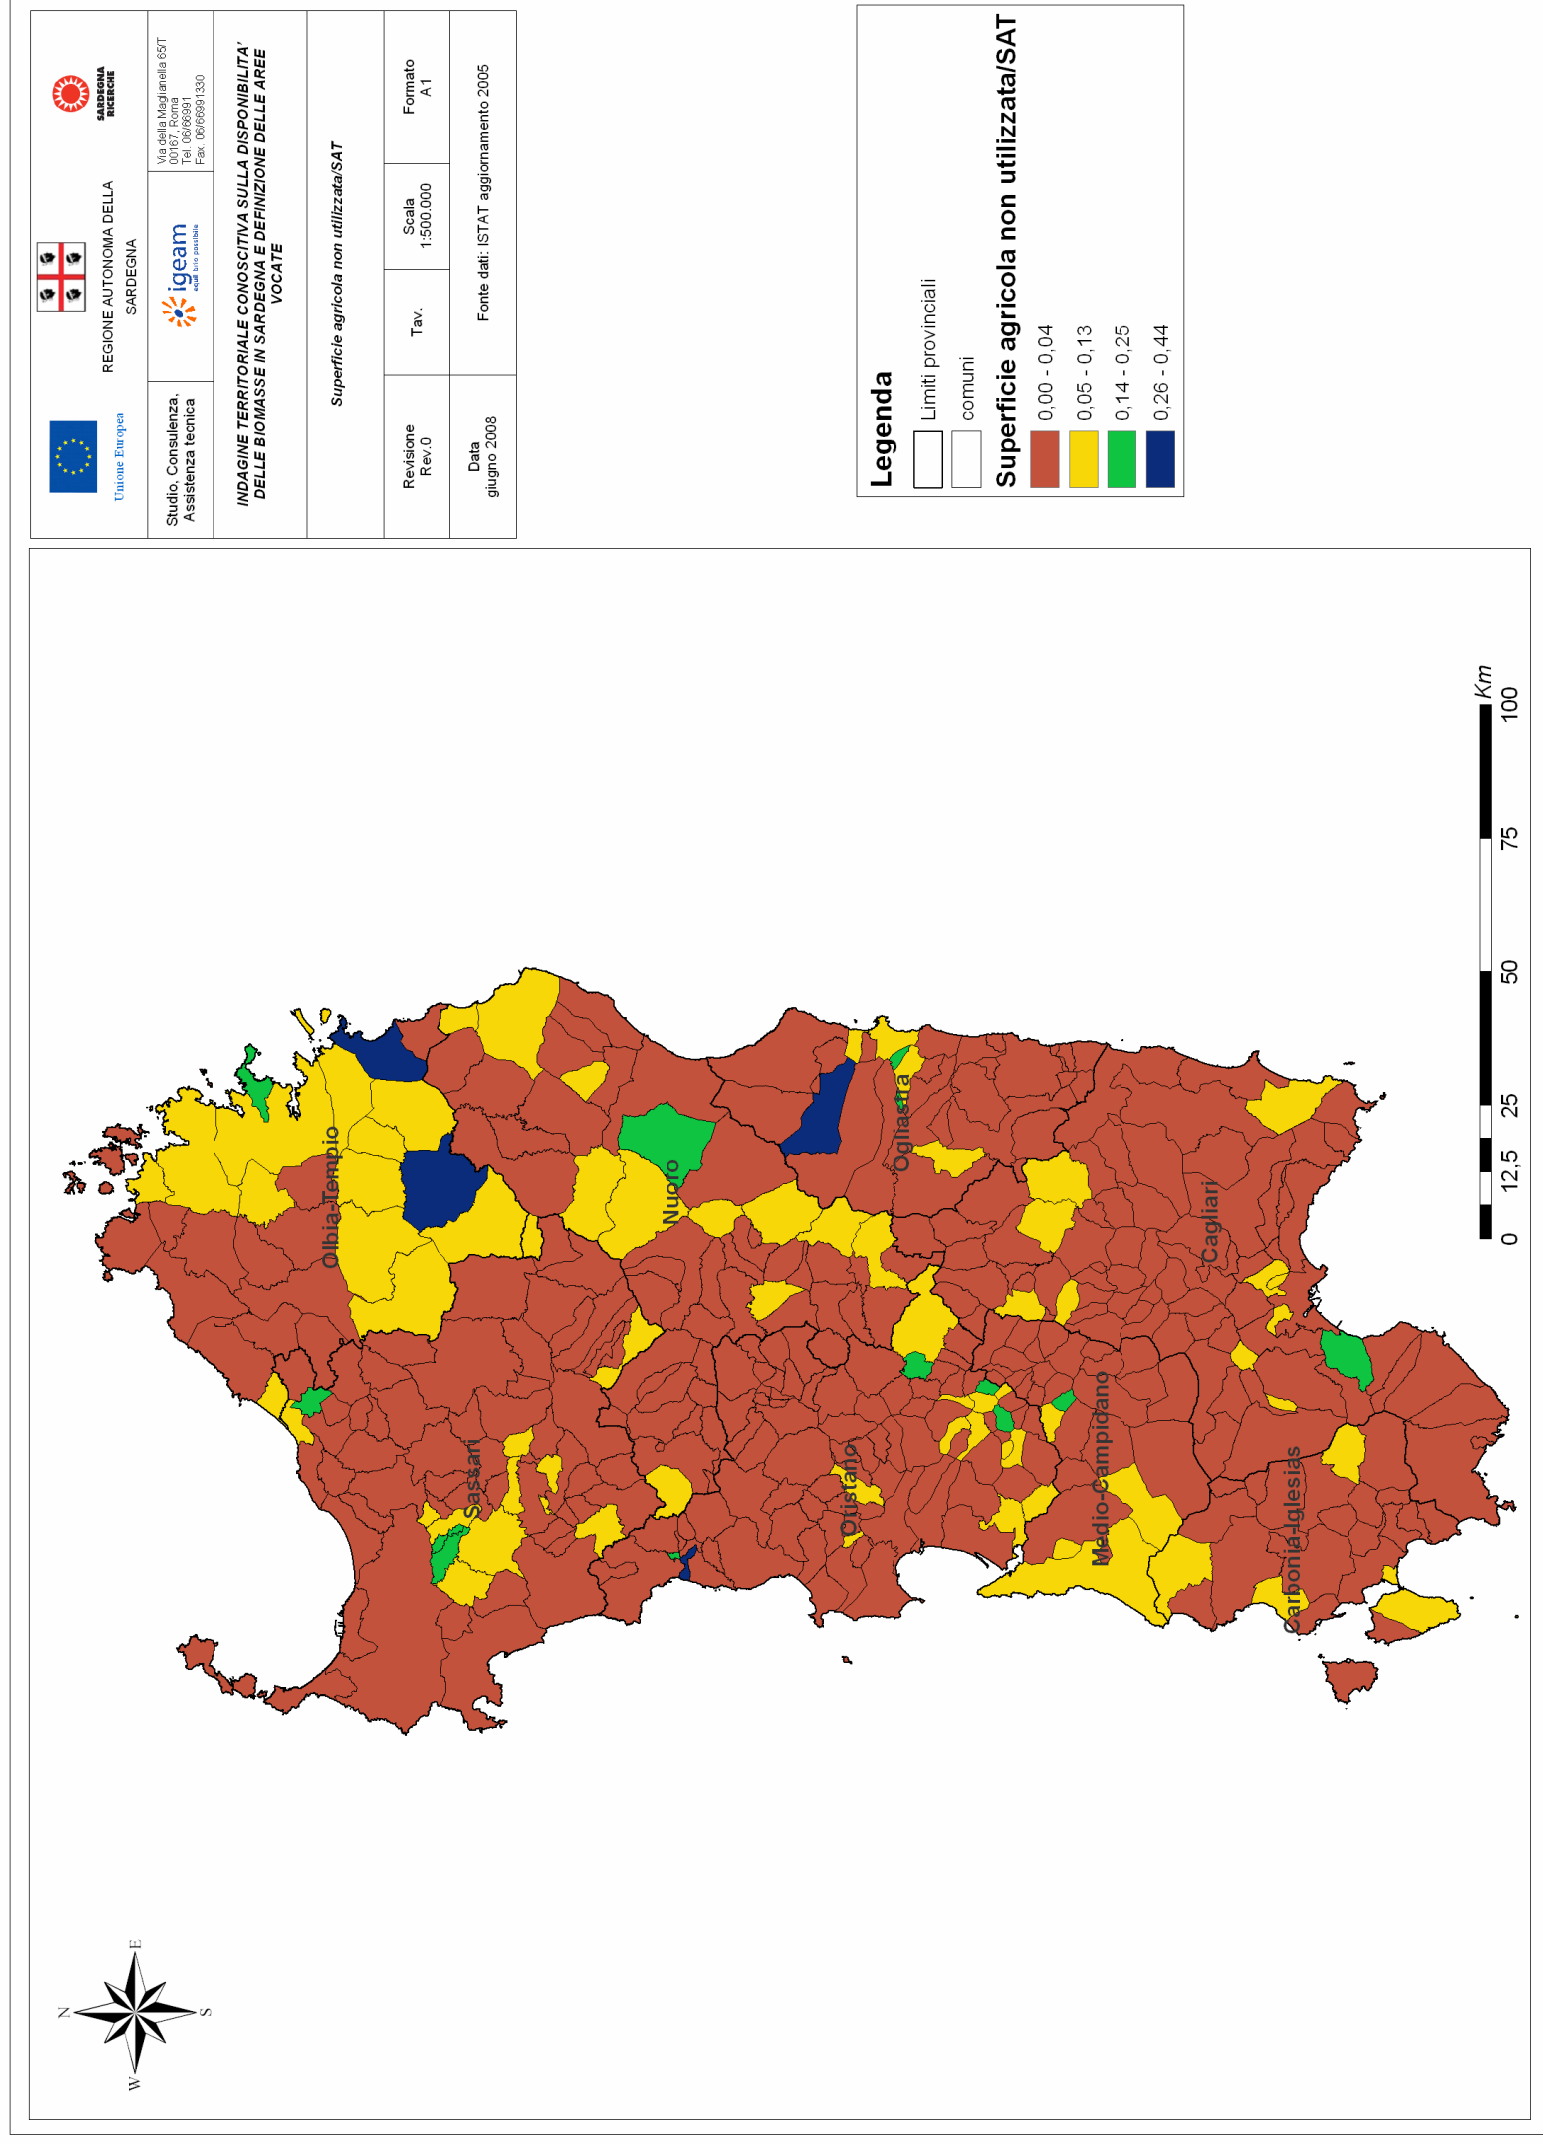 Unione Europea
REGIONE AUTONOMA DELLA
SARDEGNA
SARDEGNA
RICERCHE
Studio, Consulenza,
Assistenza tecnica
igeam
equilibrio possibile
Via della Maglianella 65/T
00167, Roma
Tel. 06/66991
Fax. 06/66991330
INDAGINE TERRITORIALE CONOSCITIVA SULLA DISPONIBILITA'
DELLE BIOMASSE IN SARDEGNA E DEFINIZIONE DELLE AREE
VOCATE
Superficie agricola non utilizzata/SAT
Revisione
Rev.0
Tav.
Scala
1:500.000
Formato
A1
Data
giugno 2008
Fonte dati: ISTAT aggiornamento 2005
Legenda
Limiti provinciali
comuni
Superficie agricola non utilizzata/SAT
0,00 - 0,04
0,05 - 0,13
0,14 - 0,25
0,26 - 0,44
N
W
E
S
Olbia-Tempio
Sassari
Nuoro
Oristano
Ogliastra
Medio-Campidano
Cagliari
Carbonia-Iglesias
Km
0
12,5
25
50
75
100